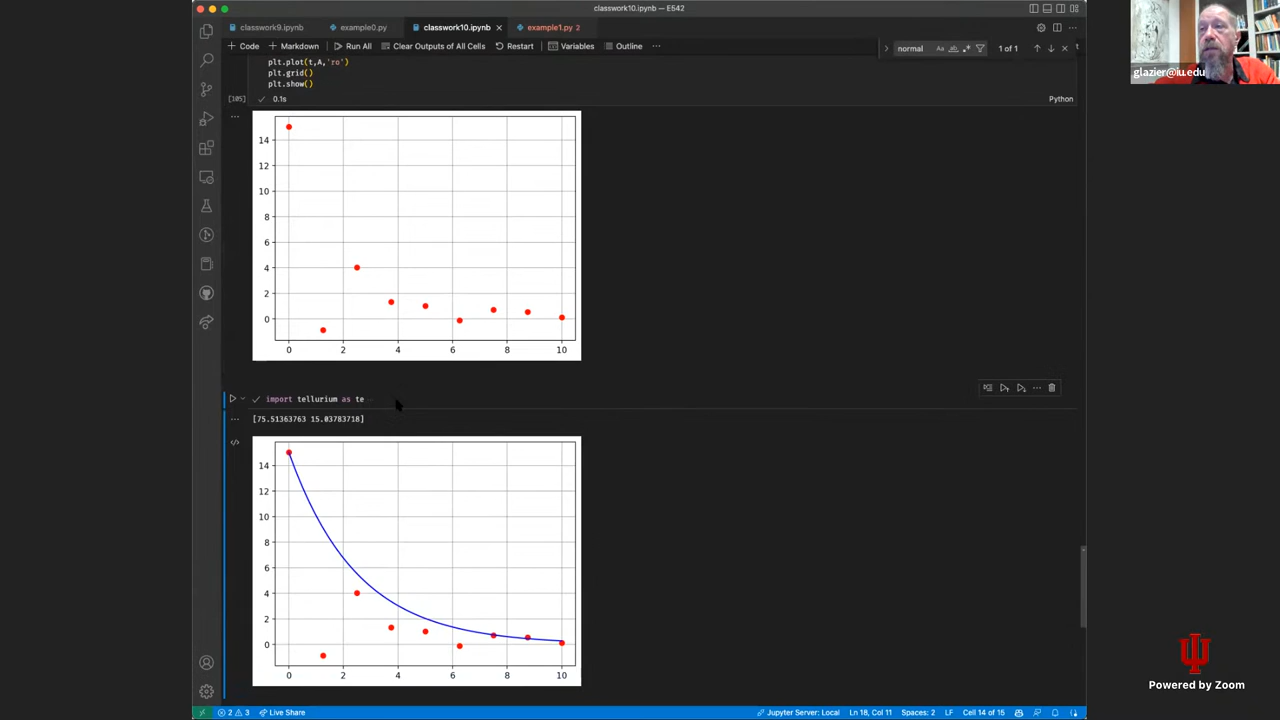 classwork10.ipynb — E542
classwork9.ipynb
example0.py
classwork10.ipynb
example1.py 2
Code
Markdown
Run All
Clear Outputs of All Cells
Restart
Variables
Outline
normal
Aa
ab
1 of 1
glazier@iu.edu
plt.plot(t,A,'ro')
plt.grid()
plt.show()
[105]
0.1s
Python
14
12
10
8
6
4
2
0
0 2 4 6 8 10
import tellurium as te
[75.51363763 15.03783718]
14
12
10
8
6
4
2
0
0 2 4 6 8 10
Powered by Zoom
2 3
Live Share
Jupyter Server: Local
Ln 18, Col 11
Spaces: 2
LF
Cell 14 of 15